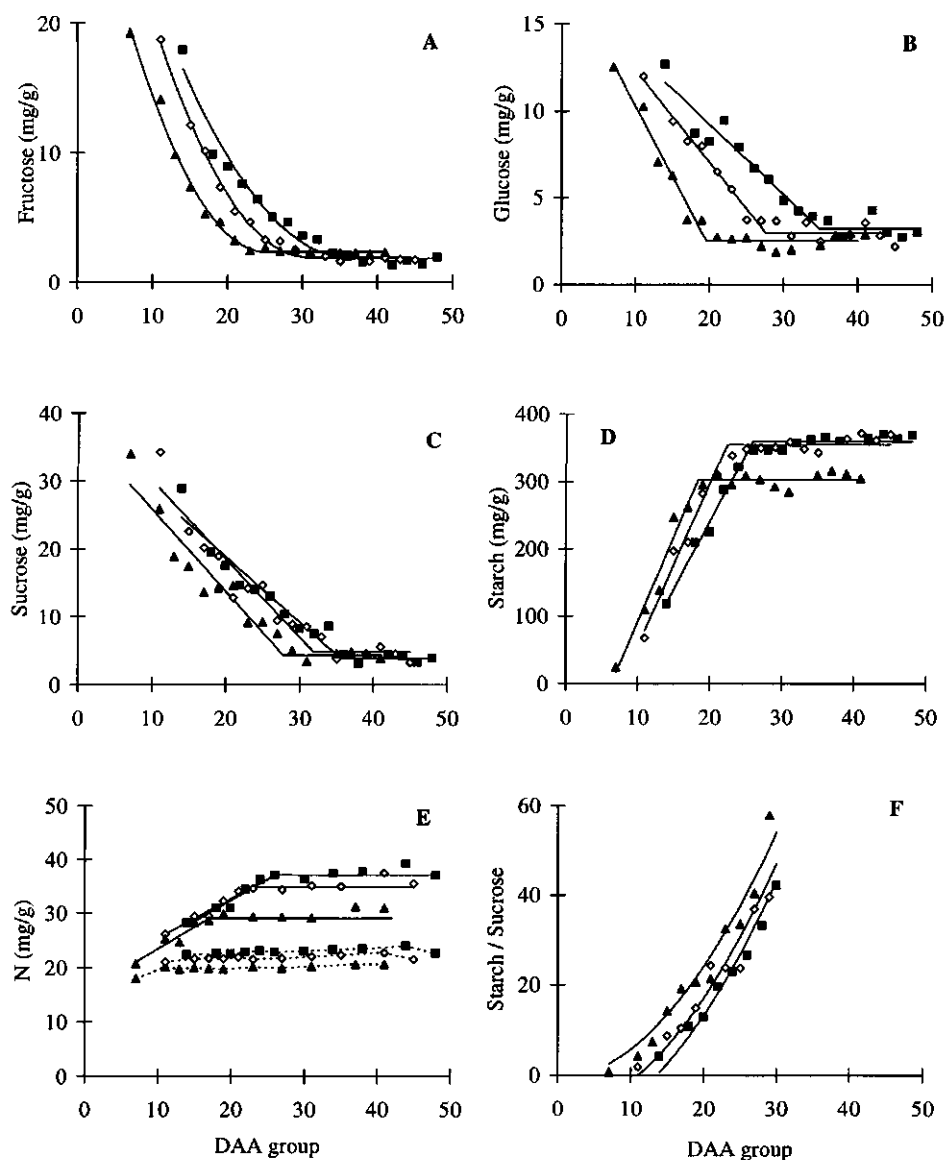 20
10
0
0 10 20 30 40 50
Fructose (mg/g)
A
15
10
5
0
0 10 20 30 40 50
Glucose (mg/g)
B
40
30
20
10
0
0 10 20 30 40 50
Sucrose (mg/g)
C
400
300
200
100
0
0 10 20 30 40 50
Starch (mg/g)
D
50
40
30
20
10
0
0 10 20 30 40 50
N (mg/g)
E
DAA group
60
40
20
0
0 10 20 30 40 50
Starch / Sucrose
F
DAA group